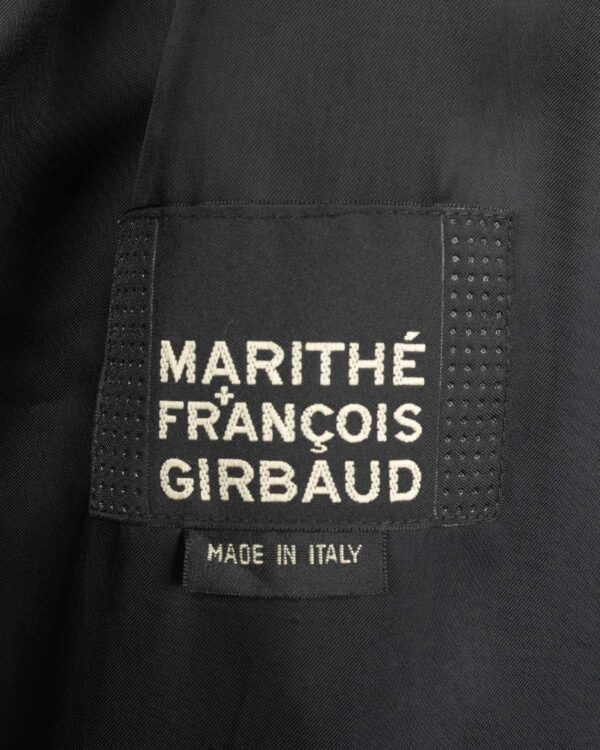 MARITHÉ
+
FRANÇOIS
GIRBAUD
MADE IN ITALY